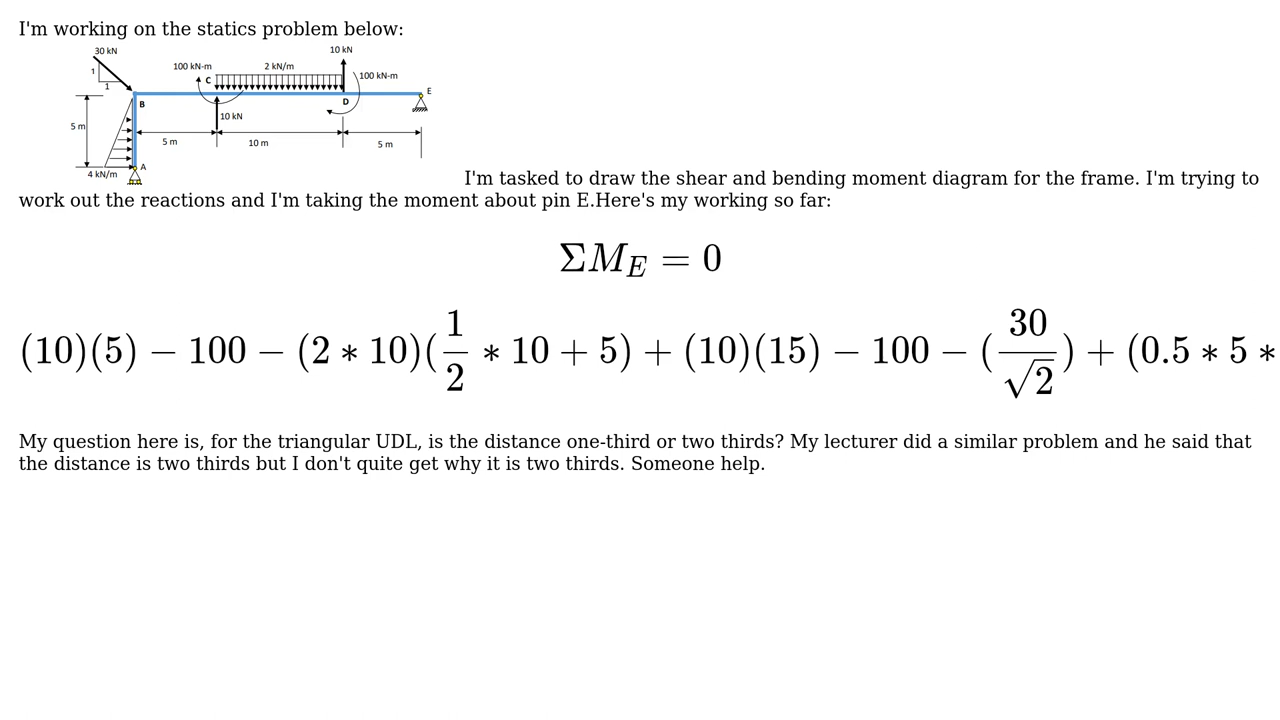 I'm working on the statics problem below:
30 kN
10 kN
100 kN-m
2 kN/m
1
C
100 kN-m
1
E
B
D
10 kN
5 m
5 m
10 m
5 m
A
4 kN/m
I'm tasked to draw the shear and bending moment diagram for the frame. I'm trying to
work out the reactions and I'm taking the moment about pin E.Here's my working so far:
ΣM_E = 0
(10)(5) − 100 − (2 * 10)(1/2 * 10 + 5) + (10)(15) − 100 − (30/√2) + (0.5 * 5 *
My question here is, for the triangular UDL, is the distance one-third or two thirds? My lecturer did a similar problem and he said that
the distance is two thirds but I don't quite get why it is two thirds. Someone help.